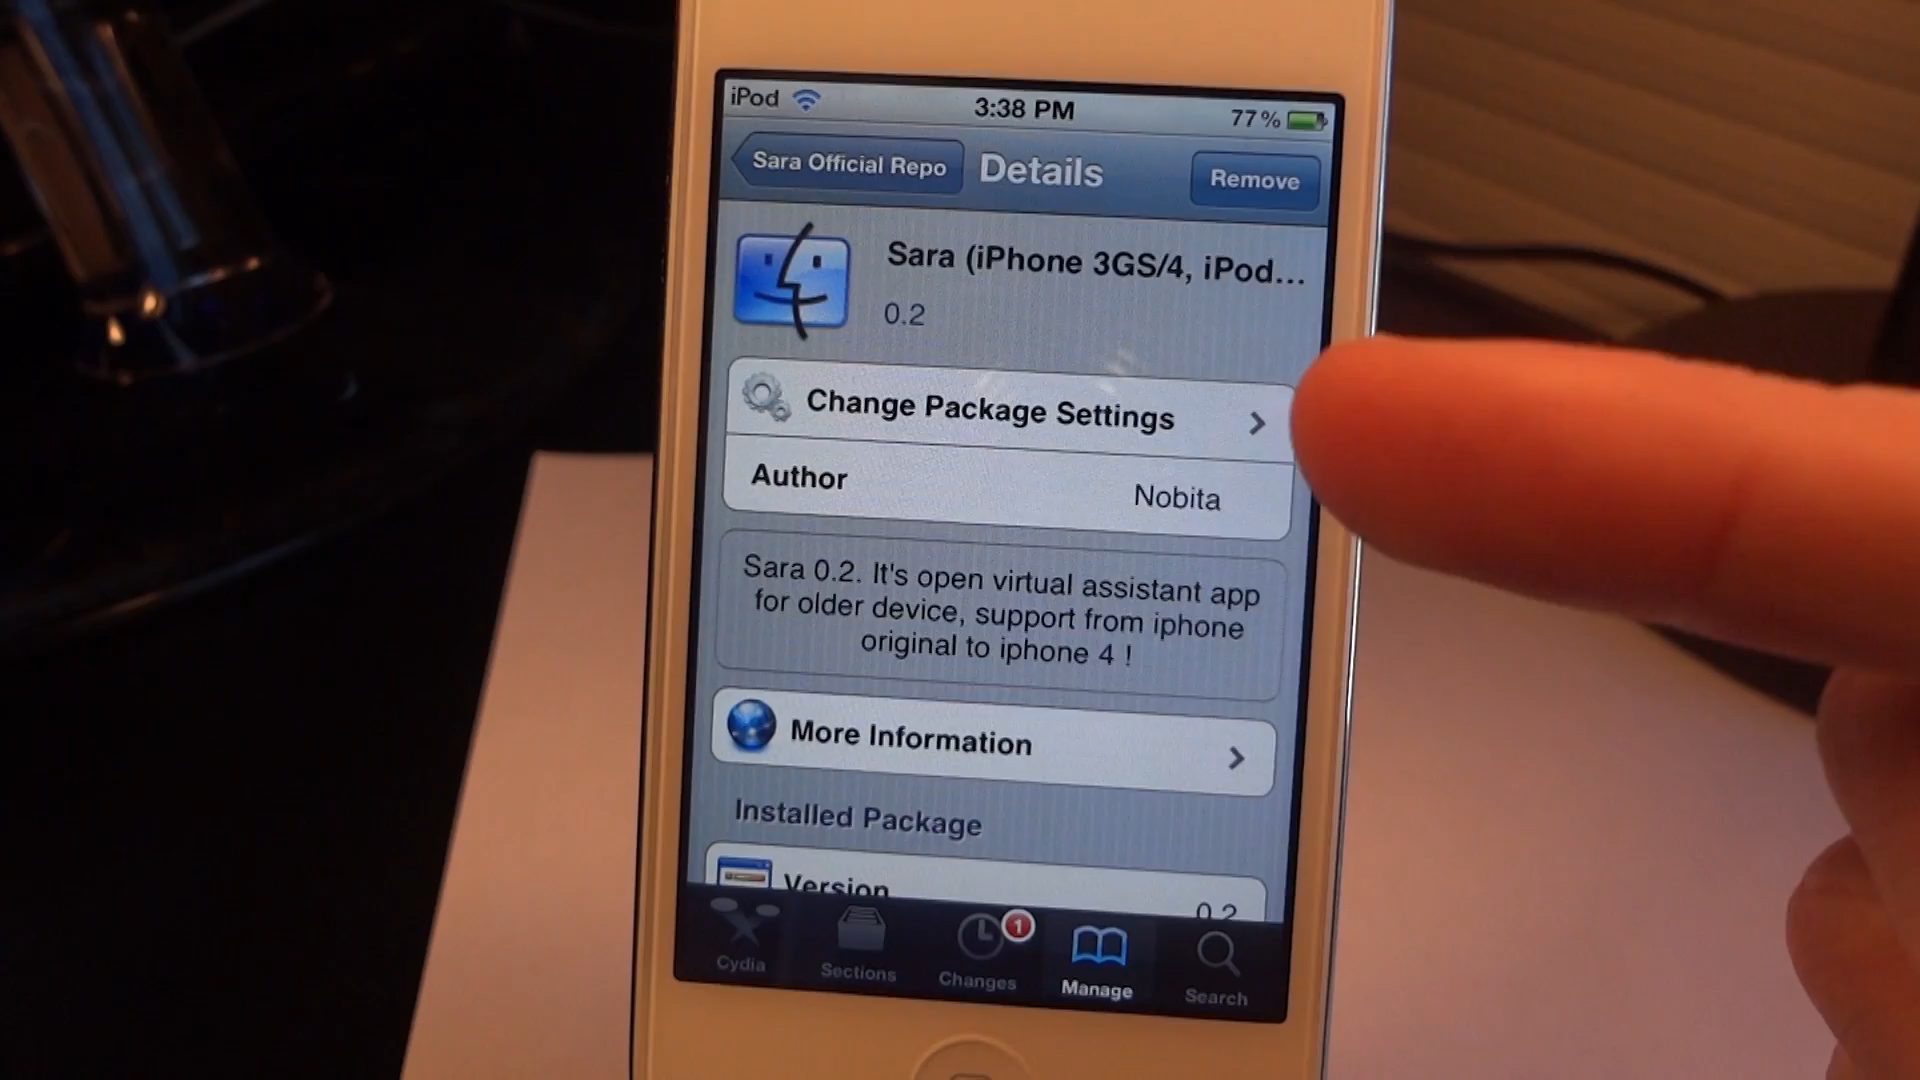 iPod 3:38 PM 77%
Sara Official Repo Details Remove
Sara (iPhone 3GS/4, iPod...
0.2
Change Package Settings
Author Nobita
Sara 0.2. It's open virtual assistant app
for older device, support from iphone
original to iphone 4 !
More Information
Installed Package
Version 0.2
1
Cydia Sections Changes Manage Search